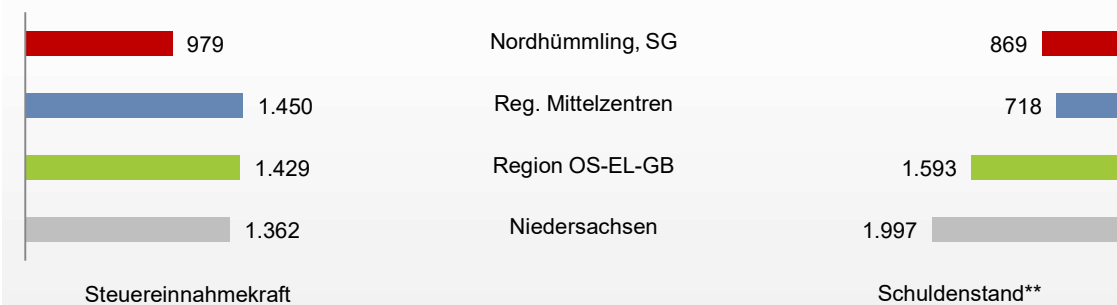 979 Nordhümmling, SG 869
1.450 Reg. Mittelzentren 718
1.429 Region OS-EL-GB 1.593
1.362 Niedersachsen 1.997
Steuereinnahmekraft Schuldenstand**